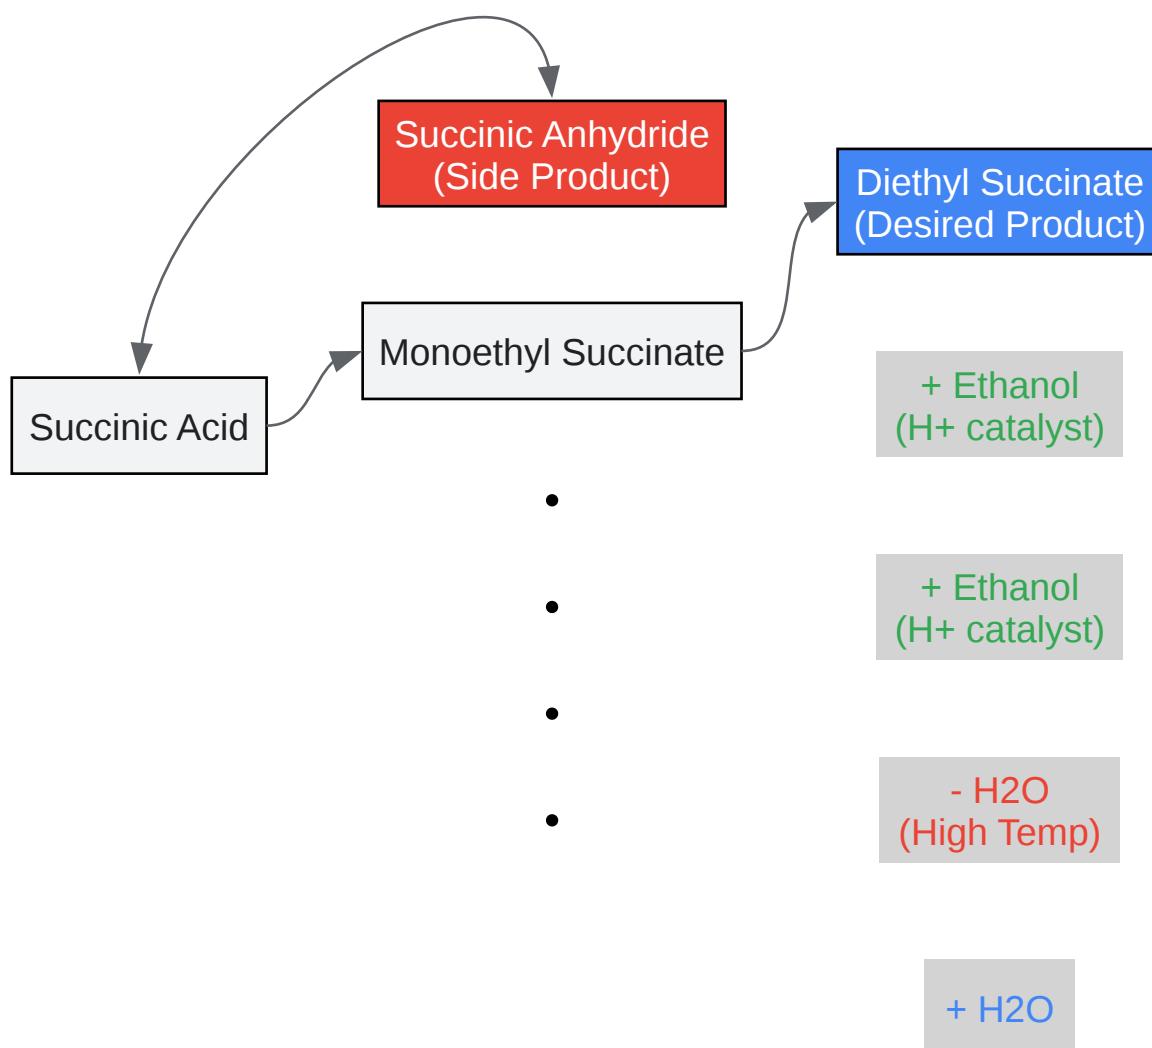 Succinic Anhydride
(Side Product)
Diethyl Succinate
(Desired Product)
Monoethyl Succinate
Succinic Acid
+ Ethanol
(H+ catalyst)
+ Ethanol
(H+ catalyst)
- H2O
(High Temp)
+ H2O